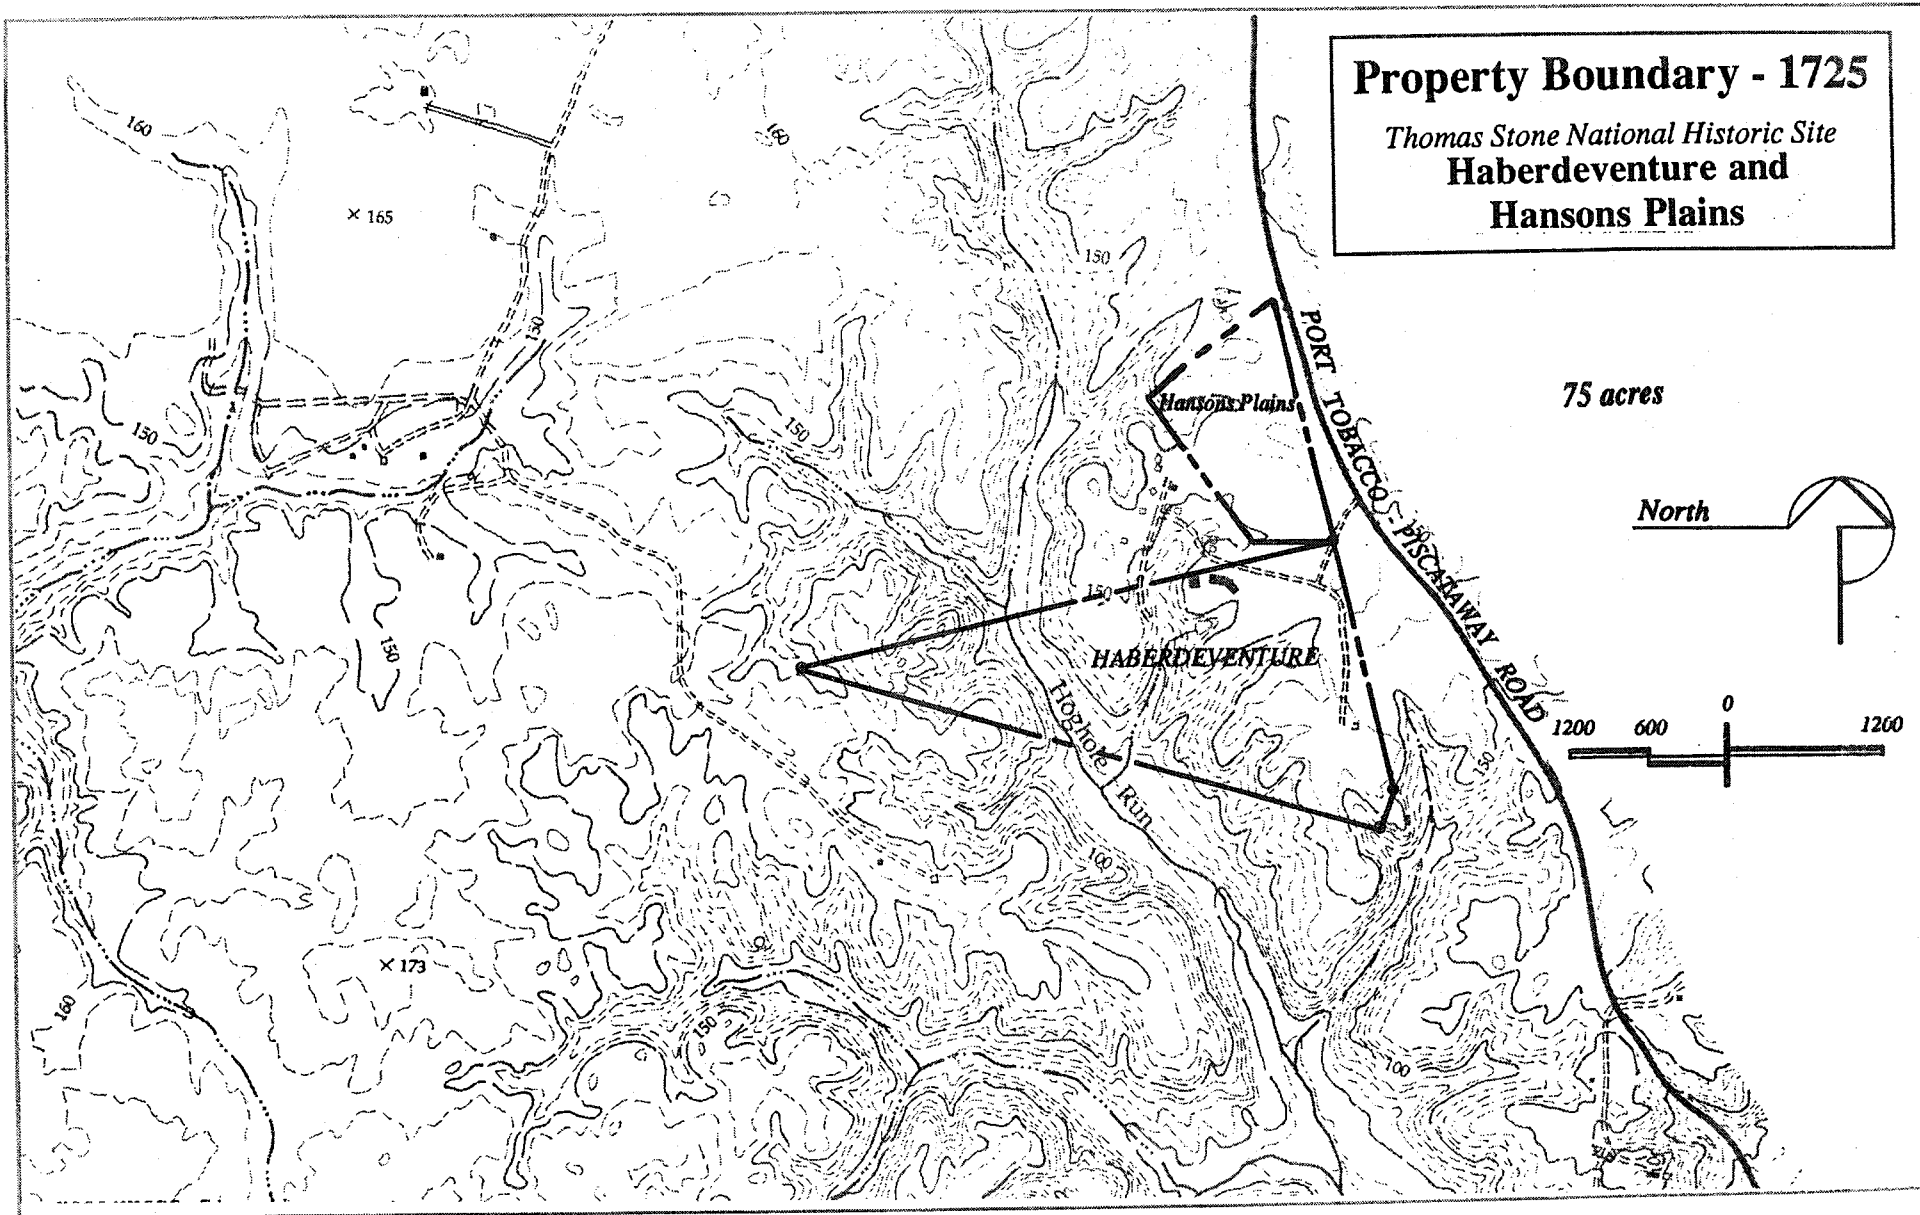 Property Boundary - 1725
Thomas Stone National Historic Site
Haberdeventure and
Hansons Plains
160
160
× 165
150
150
PORT TOBACCO - PISCATAWAY ROAD
75 acres
Hansons Plains
150
150
North
150
150
150
HABERDEVENTURE
Hoghole Run
0
1200 600 1200
150
100
× 173
160
150
100